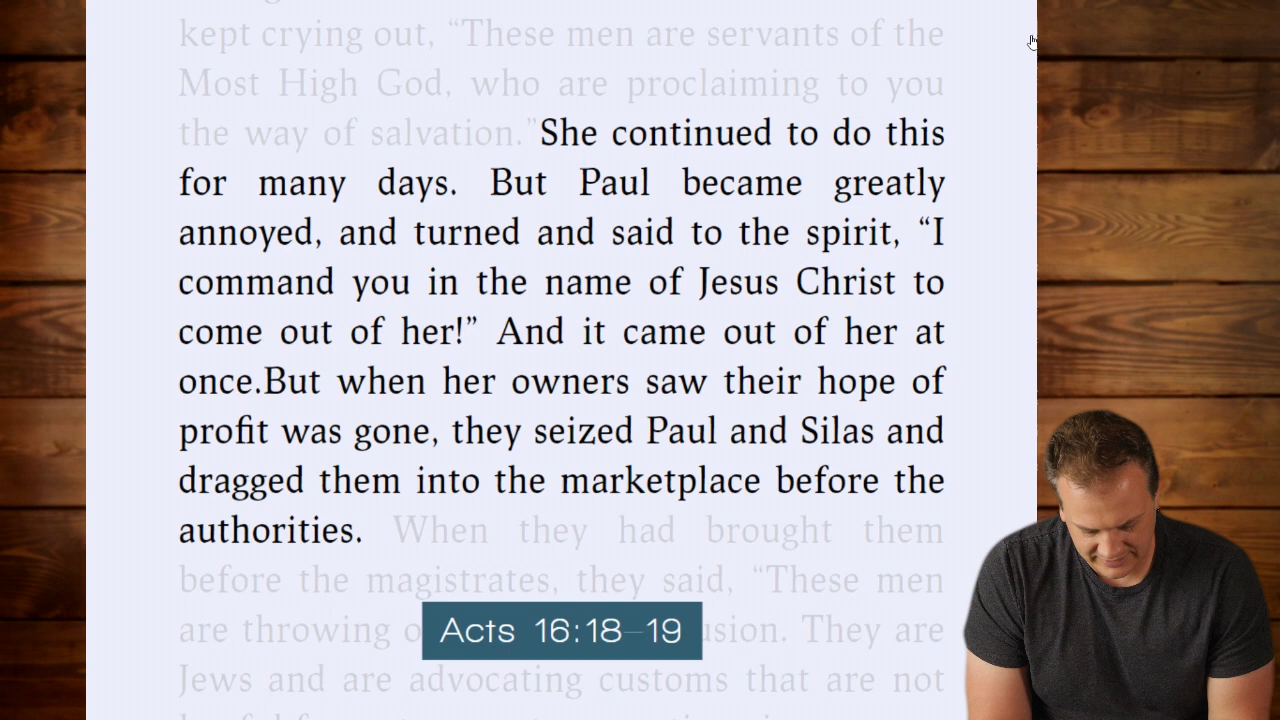 kept crying out, “These men are servants of the
Most High God, who are proclaiming to you
the way of salvation.”She continued to do this
for many days. But Paul became greatly
annoyed, and turned and said to the spirit, “I
command you in the name of Jesus Christ to
come out of her!” And it came out of her at
once.But when her owners saw their hope of
profit was gone, they seized Paul and Silas and
dragged them into the marketplace before the
authorities. When they had brought them
before the magistrates, they said, “These men
are throwing usion. They are
Acts 16:18–19
Jews and are advocating customs that are not